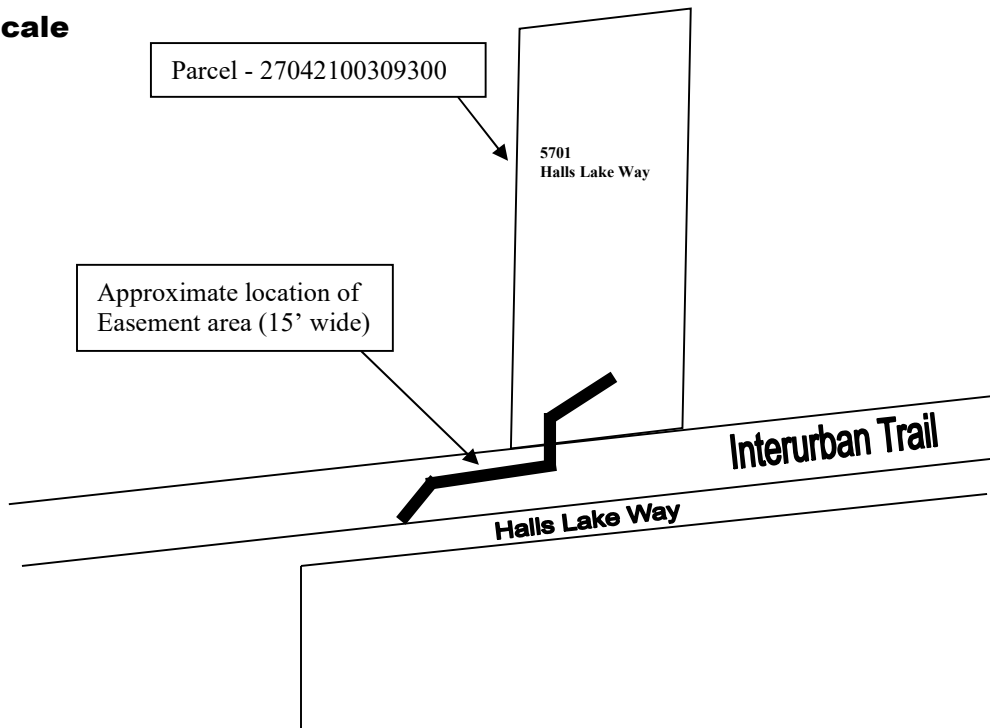 cale
Parcel - 27042100309300
5701
Halls Lake Way
Approximate location of
Easement area (15’ wide)
Interurban Trail
Halls Lake Way